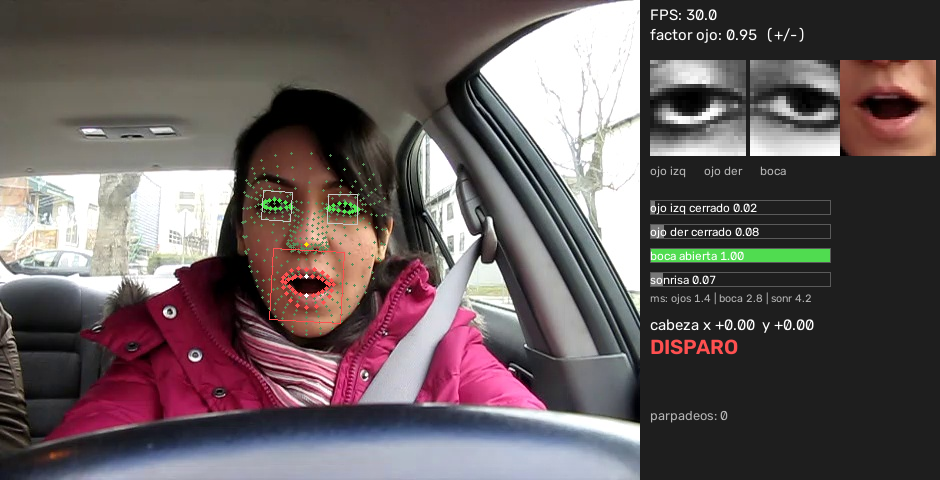 FPS: 30.0
factor ojo: 0.95 (+/-)
ojo izq ojo der boca
ojo izq cerrado 0.02
ojo der cerrado 0.08
boca abierta 1.00
sonrisa 0.07
ms: ojos 1.4 | boca 2.8 | sonr 4.2
cabeza x +0.00 y +0.00
DISPARO
parpadeos: 0